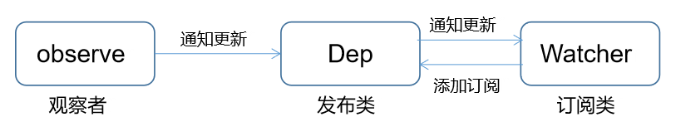 通知更新
通知更新
observe
Dep
Watcher
添加订阅
观察者
发布类
订阅类